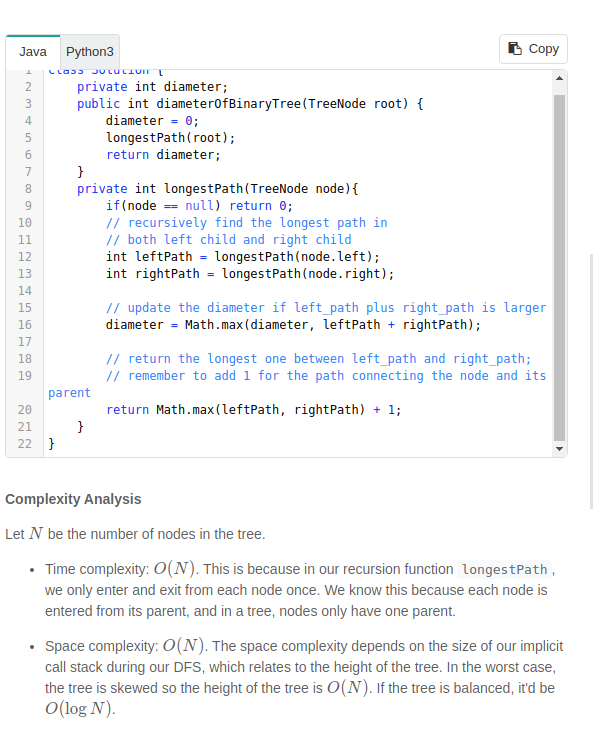 Java Python3 Copy
1 class Solution {
2 private int diameter;
3 public int diameterOfBinaryTree(TreeNode root) {
4 diameter = 0;
5 longestPath(root);
6 return diameter;
7 }
8 private int longestPath(TreeNode node){
9 if(node == null) return 0;
10 // recursively find the longest path in
11 // both left child and right child
12 int leftPath = longestPath(node.left);
13 int rightPath = longestPath(node.right);
14
15 // update the diameter if left_path plus right_path is larger
16 diameter = Math.max(diameter, leftPath + rightPath);
17
18 // return the longest one between left_path and right_path;
19 // remember to add 1 for the path connecting the node and its
parent
20 return Math.max(leftPath, rightPath) + 1;
21 }
22 }
Complexity Analysis
Let N be the number of nodes in the tree.
• Time complexity: O(N). This is because in our recursion function longestPath ,
we only enter and exit from each node once. We know this because each node is
entered from its parent, and in a tree, nodes only have one parent.
• Space complexity: O(N). The space complexity depends on the size of our implicit
call stack during our DFS, which relates to the height of the tree. In the worst case,
the tree is skewed so the height of the tree is O(N). If the tree is balanced, it'd be
O(log N).